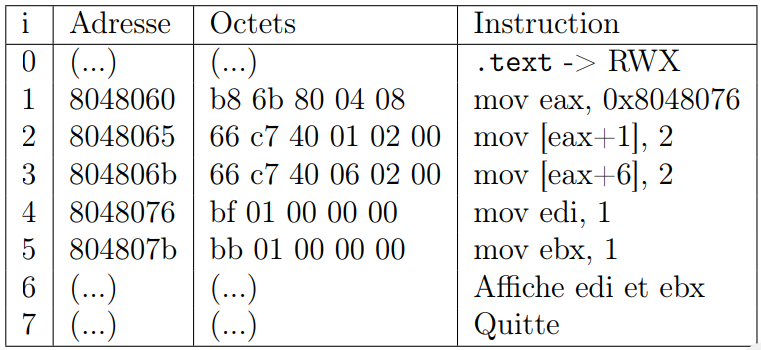 i Adresse Octets Instruction
0 (...) (...) .text -> RWX
1 8048060 b8 6b 80 04 08 mov eax, 0x8048076
2 8048065 66 c7 40 01 02 00 mov [eax+1], 2
3 804806b 66 c7 40 06 02 00 mov [eax+6], 2
4 8048076 bf 01 00 00 00 mov edi, 1
5 804807b bb 01 00 00 00 mov ebx, 1
6 (...) (...) Affiche edi et ebx
7 (...) (...) Quitte